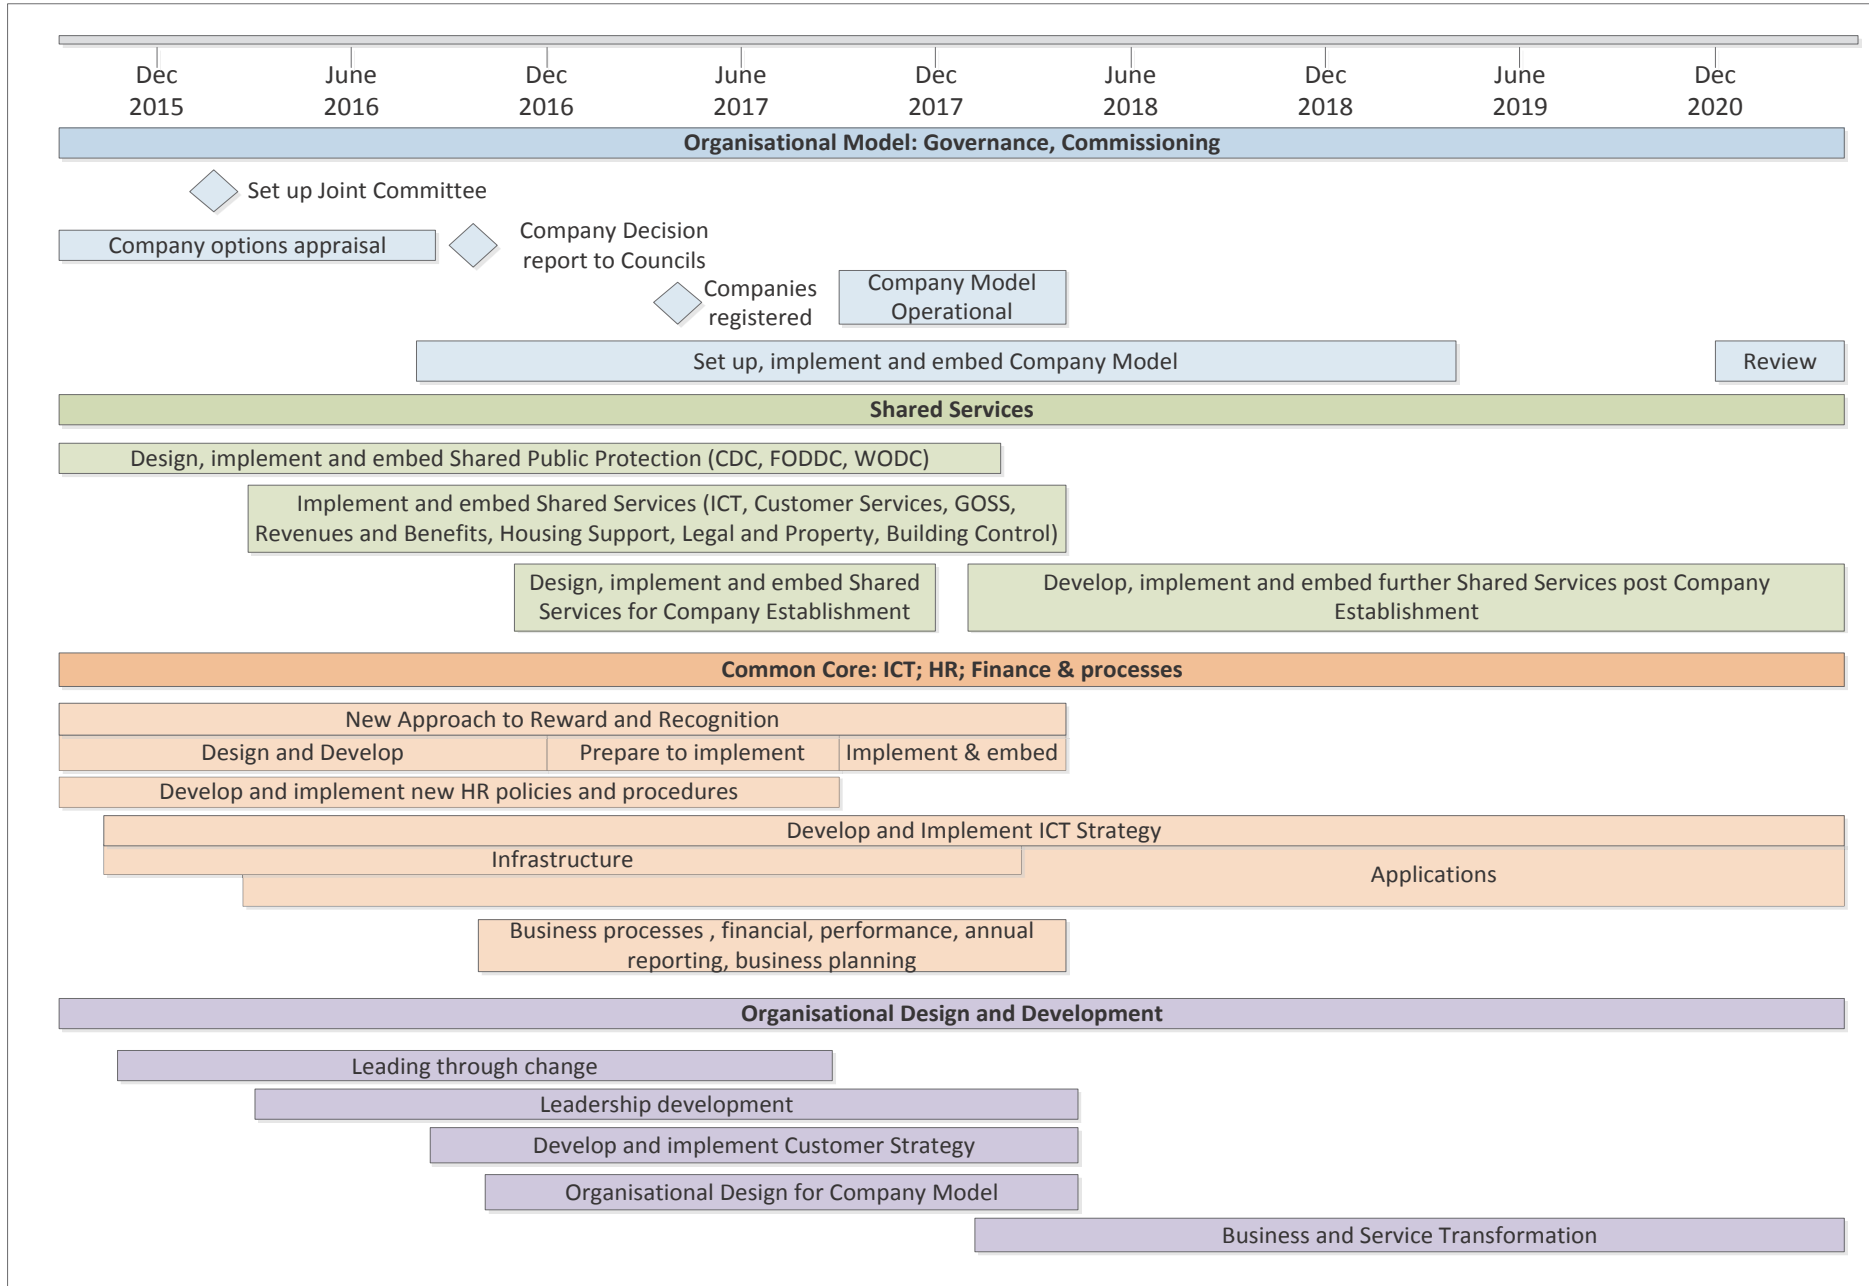 Dec June Dec June Dec June Dec June Dec
2015 2016 2016 2017 2017 2018 2018 2019 2020
Organisational Model: Governance, Commissioning
Set up Joint Committee
Company options appraisal
Company Decision
report to Councils
Companies
registered
Company Model
Operational
Set up, implement and embed Company Model
Review
Shared Services
Design, implement and embed Shared Public Protection (CDC, FODDC, WODC)
Implement and embed Shared Services (ICT, Customer Services, GOSS,
Revenues and Benefits, Housing Support, Legal and Property, Building Control)
Design, implement and embed Shared
Services for Company Establishment
Develop, implement and embed further Shared Services post Company
Establishment
Common Core: ICT; HR; Finance & processes
New Approach to Reward and Recognition
Design and Develop
Prepare to implement
Implement & embed
Develop and implement new HR policies and procedures
Develop and Implement ICT Strategy
Infrastructure
Applications
Business processes , financial, performance, annual
reporting, business planning
Organisational Design and Development
Leading through change
Leadership development
Develop and implement Customer Strategy
Organisational Design for Company Model
Business and Service Transformation